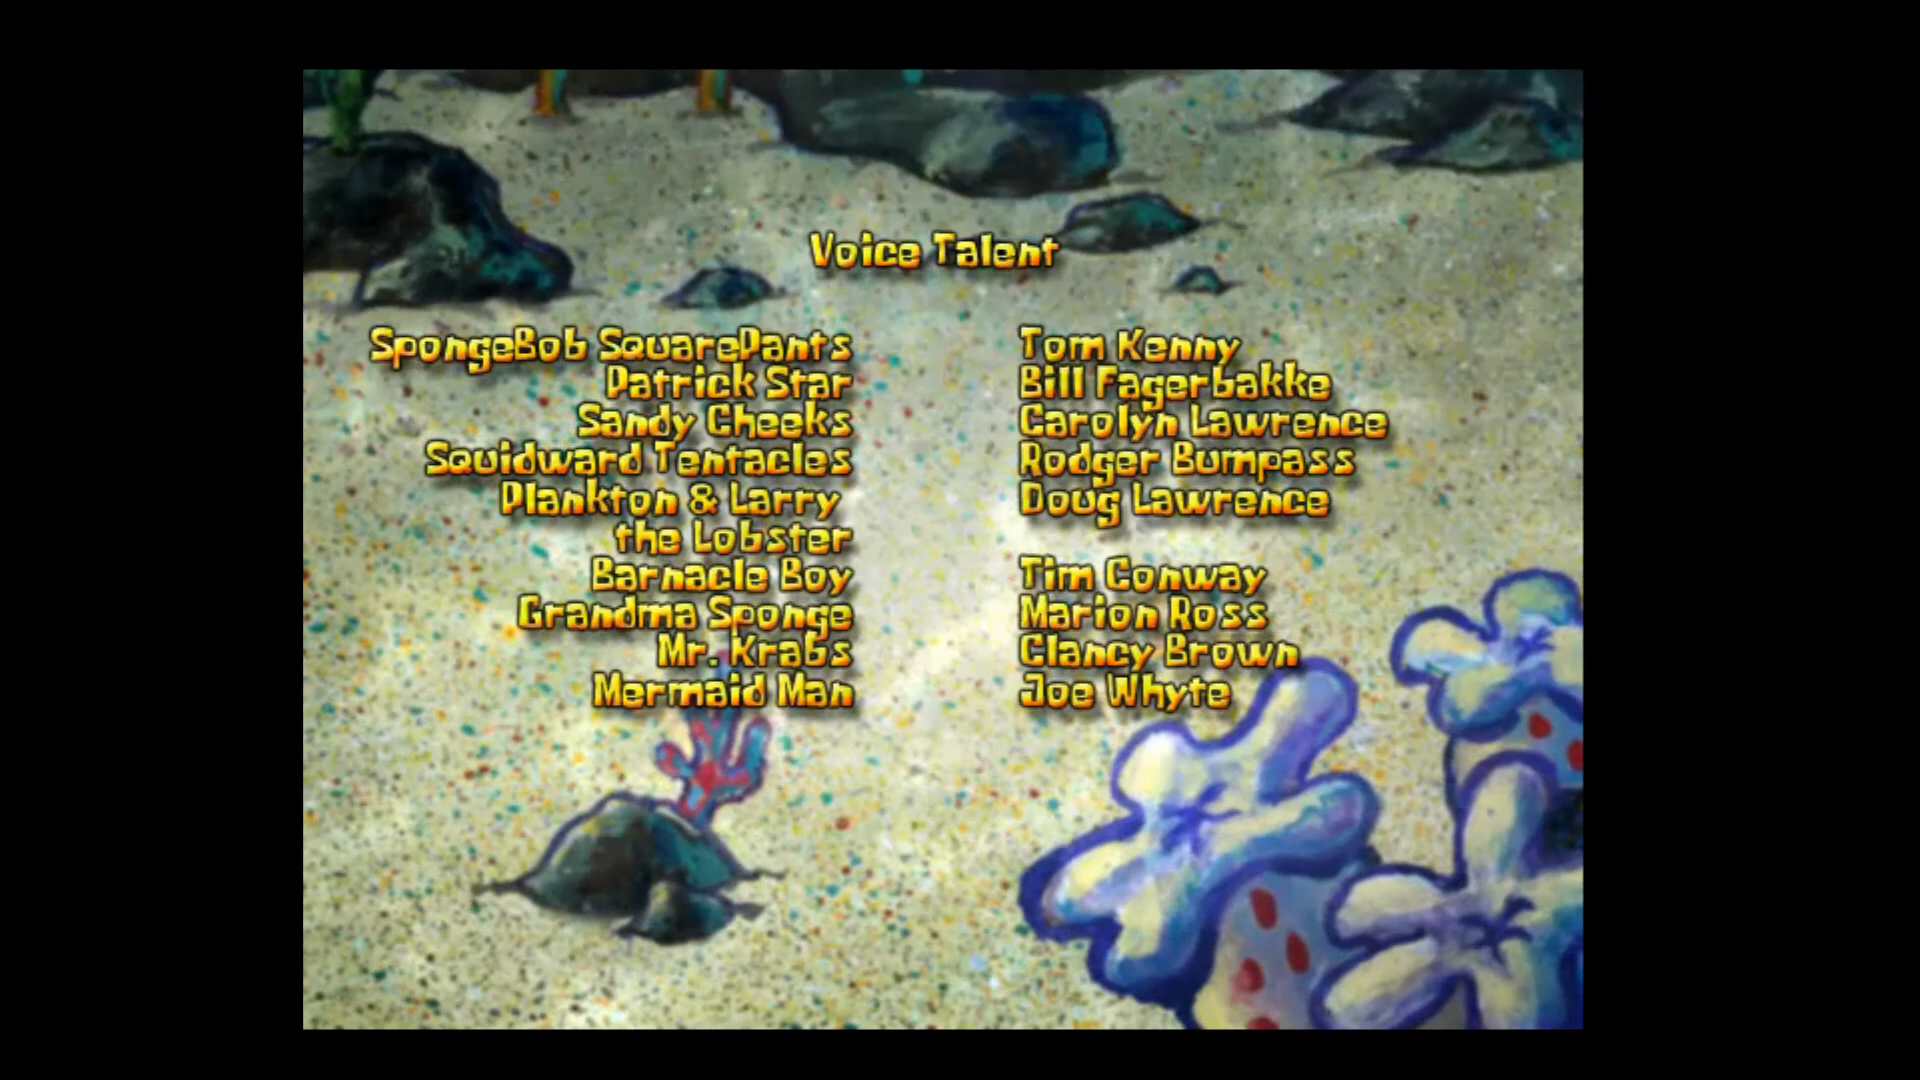 Voice Talent
SpongeBob SquarePants Tom Kenny
Patrick Star Bill Fagerbakke
Sandy Cheeks Carolyn Lawrence
Squidward Tentacles Rodger Bumpass
Plankton & Larry Doug Lawrence
the Lobster
Barnacle Boy Tim Conway
Grandma Sponge Marion Ross
Mr. Krabs Clancy Brown
Mermaid Man Joe Whyte